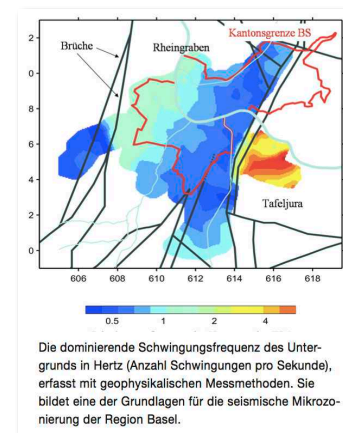 Kantonsgrenze BS
Brüche
Rheingraben
2
0
8
6
4
2
0
Tafeljura
606 608 610 612 614 616 618
0.5 1 2 4
Die dominierende Schwingungsfrequenz des Unter-
grunds in Hertz (Anzahl Schwingungen pro Sekunde),
erfasst mit geophysikalischen Messmethoden. Sie
bildet eine der Grundlagen für die seismische Mikrozo-
nierung der Region Basel.